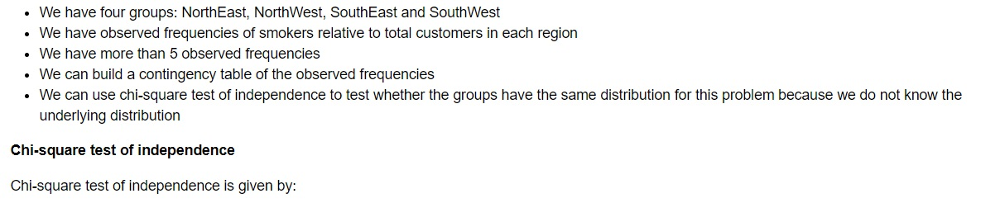 • We have four groups: NorthEast, NorthWest, SouthEast and SouthWest
• We have observed frequencies of smokers relative to total customers in each region
• We have more than 5 observed frequencies
• We can build a contingency table of the observed frequencies
• We can use chi-square test of independence to test whether the groups have the same distribution for this problem because we do not know the
underlying distribution
Chi-square test of independence
Chi-square test of independence is given by: